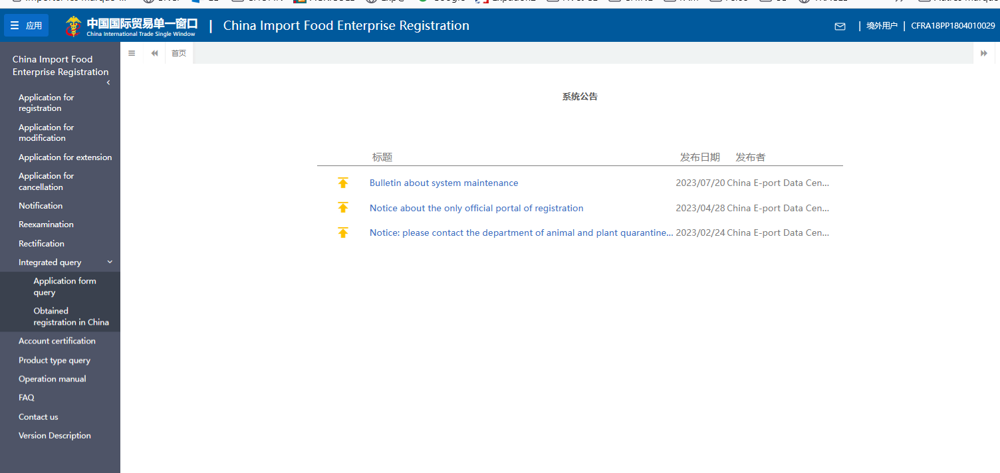 应用
中国国际贸易单一窗口
China International Trade Single Window
| China Import Food Enterprise Registration
| 境外用户 | CFRA18PP1804010029
China Import Food
Enterprise Registration
Application for
registration
Application for
modification
Application for extension
Application for
cancellation
Notification
Reexamination
Rectification
Integrated query
Application form
query
Obtained
registration in China
Account certification
Product type query
Operation manual
FAQ
Contact us
Version Description
首页
系统公告
标题 发布日期 发布者
Bulletin about system maintenance 2023/07/20 China E-port Data Cen...
Notice about the only official portal of registration 2023/04/28 China E-port Data Cen...
Notice: please contact the department of animal and plant quarantine... 2023/02/24 China E-port Data Cen...